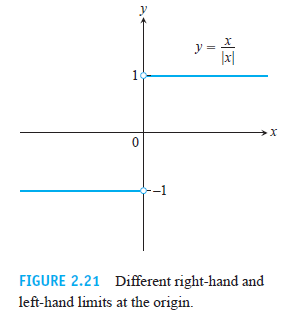 y
y = x/|x|
1
x
0
-1
FIGURE 2.21 Different right-hand and
left-hand limits at the origin.